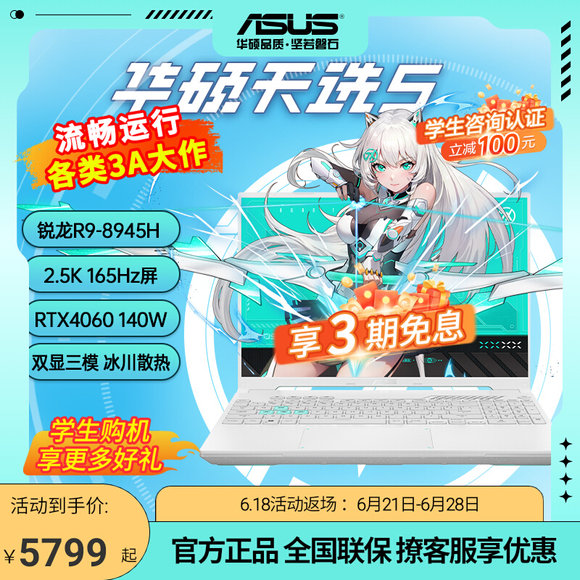 ASUS
华硕品质·坚若磐石
华硕天选5
流畅运行
各类3A大作
学生咨询认证
立减100元
锐龙R9-8945H
2.5K 165Hz屏
RTX4060 140W
双显三模 冰川散热
享3期免息
学生购机
享更多好礼
活动到手价:
¥5799起
6.18活动返场：6月21日-6月28日
官方正品 全国联保 撩客服享优惠